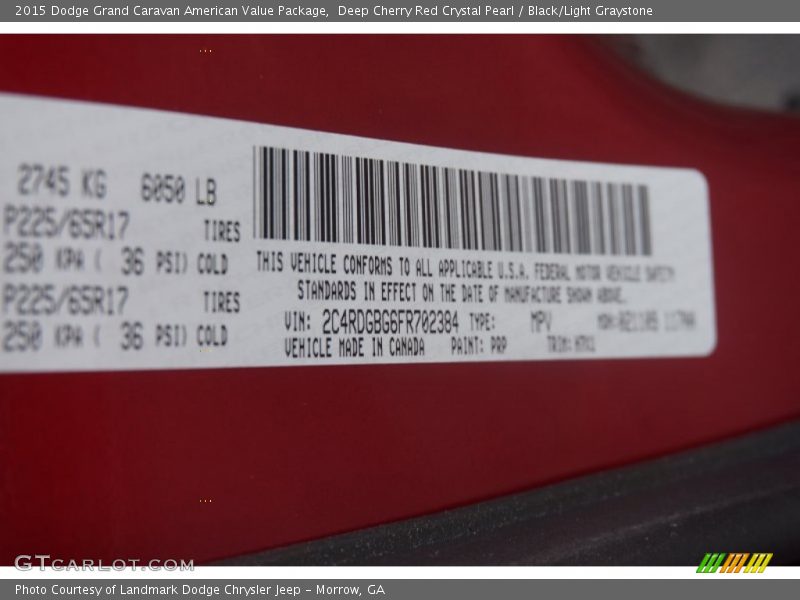 2015 Dodge Grand Caravan American Value Package,  Deep Cherry Red Crystal Pearl / Black/Light Graystone
2745 KG 6050 LB
P225/65R17 TIRES
250 KPA ( 36 PSI) COLD
P225/65R17 TIRES
250 KPA ( 36 PSI) COLD
THIS VEHICLE CONFORMS TO ALL APPLICABLE U.S.A. FEDERAL MOTOR VEHICLE SAFETY
STANDARDS IN EFFECT ON THE DATE OF MANUFACTURE SHOWN ABOVE.
VIN: 2C4RDGBG6FR702384 TYPE: MPV
VEHICLE MADE IN CANADA PAINT: PRP TRIM:
GTcarlot.com
Photo Courtesy of Landmark Dodge Chrysler Jeep – Morrow, GA